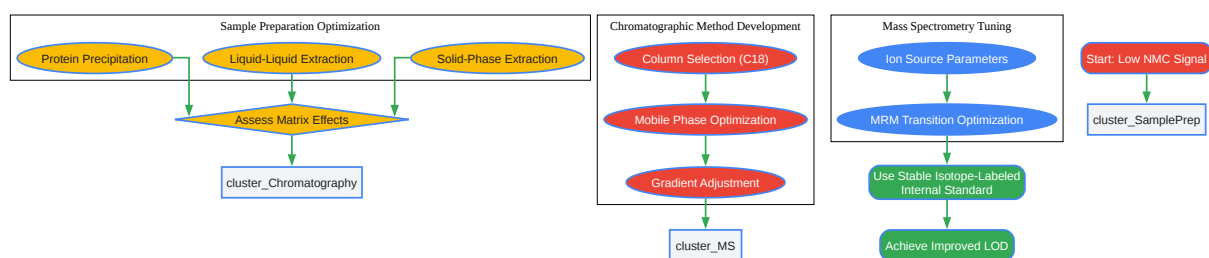 Sample Preparation Optimization
Protein Precipitation
Liquid-Liquid Extraction
Solid-Phase Extraction
Assess Matrix Effects
cluster_Chromatography
Chromatographic Method Development
Column Selection (C18)
Mobile Phase Optimization
Gradient Adjustment
cluster_MS
Mass Spectrometry Tuning
Ion Source Parameters
MRM Transition Optimization
Use Stable Isotope-Labeled
Internal Standard
Achieve Improved LOD
Start: Low NMC Signal
cluster_SamplePrep